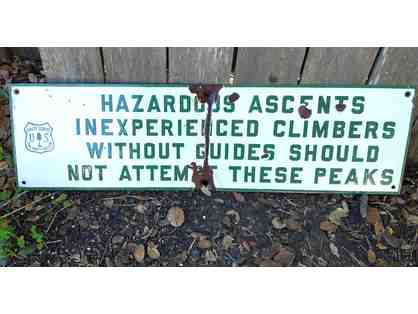 HAZARDOUS ASCENTS
INEXPERIENCED CLIMBERS
WITHOUT GUIDES SHOULD
NOT ATTEMPT THESE PEAKS
U S